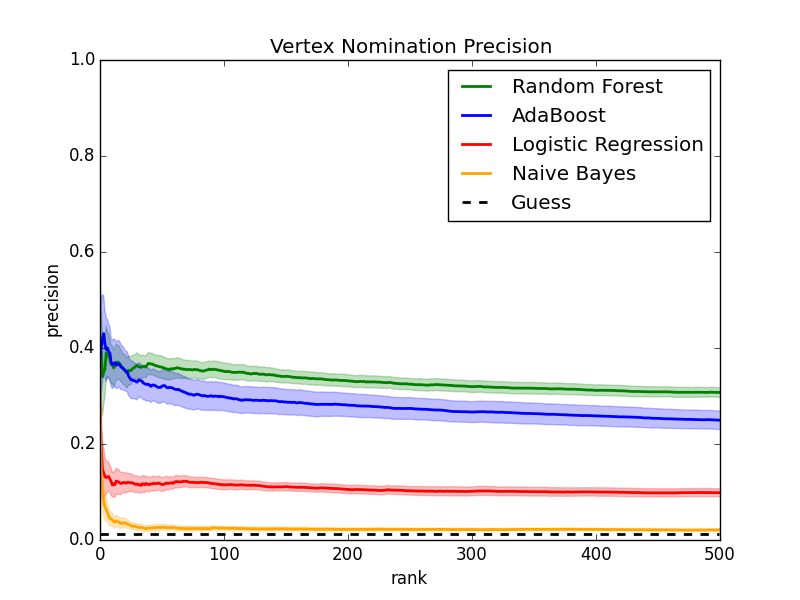 Vertex Nomination Precision
1.0
0.8
0.6
0.4
0.2
0.0
precision
Random Forest
AdaBoost
Logistic Regression
Naive Bayes
Guess
0 100 200 300 400 500
rank